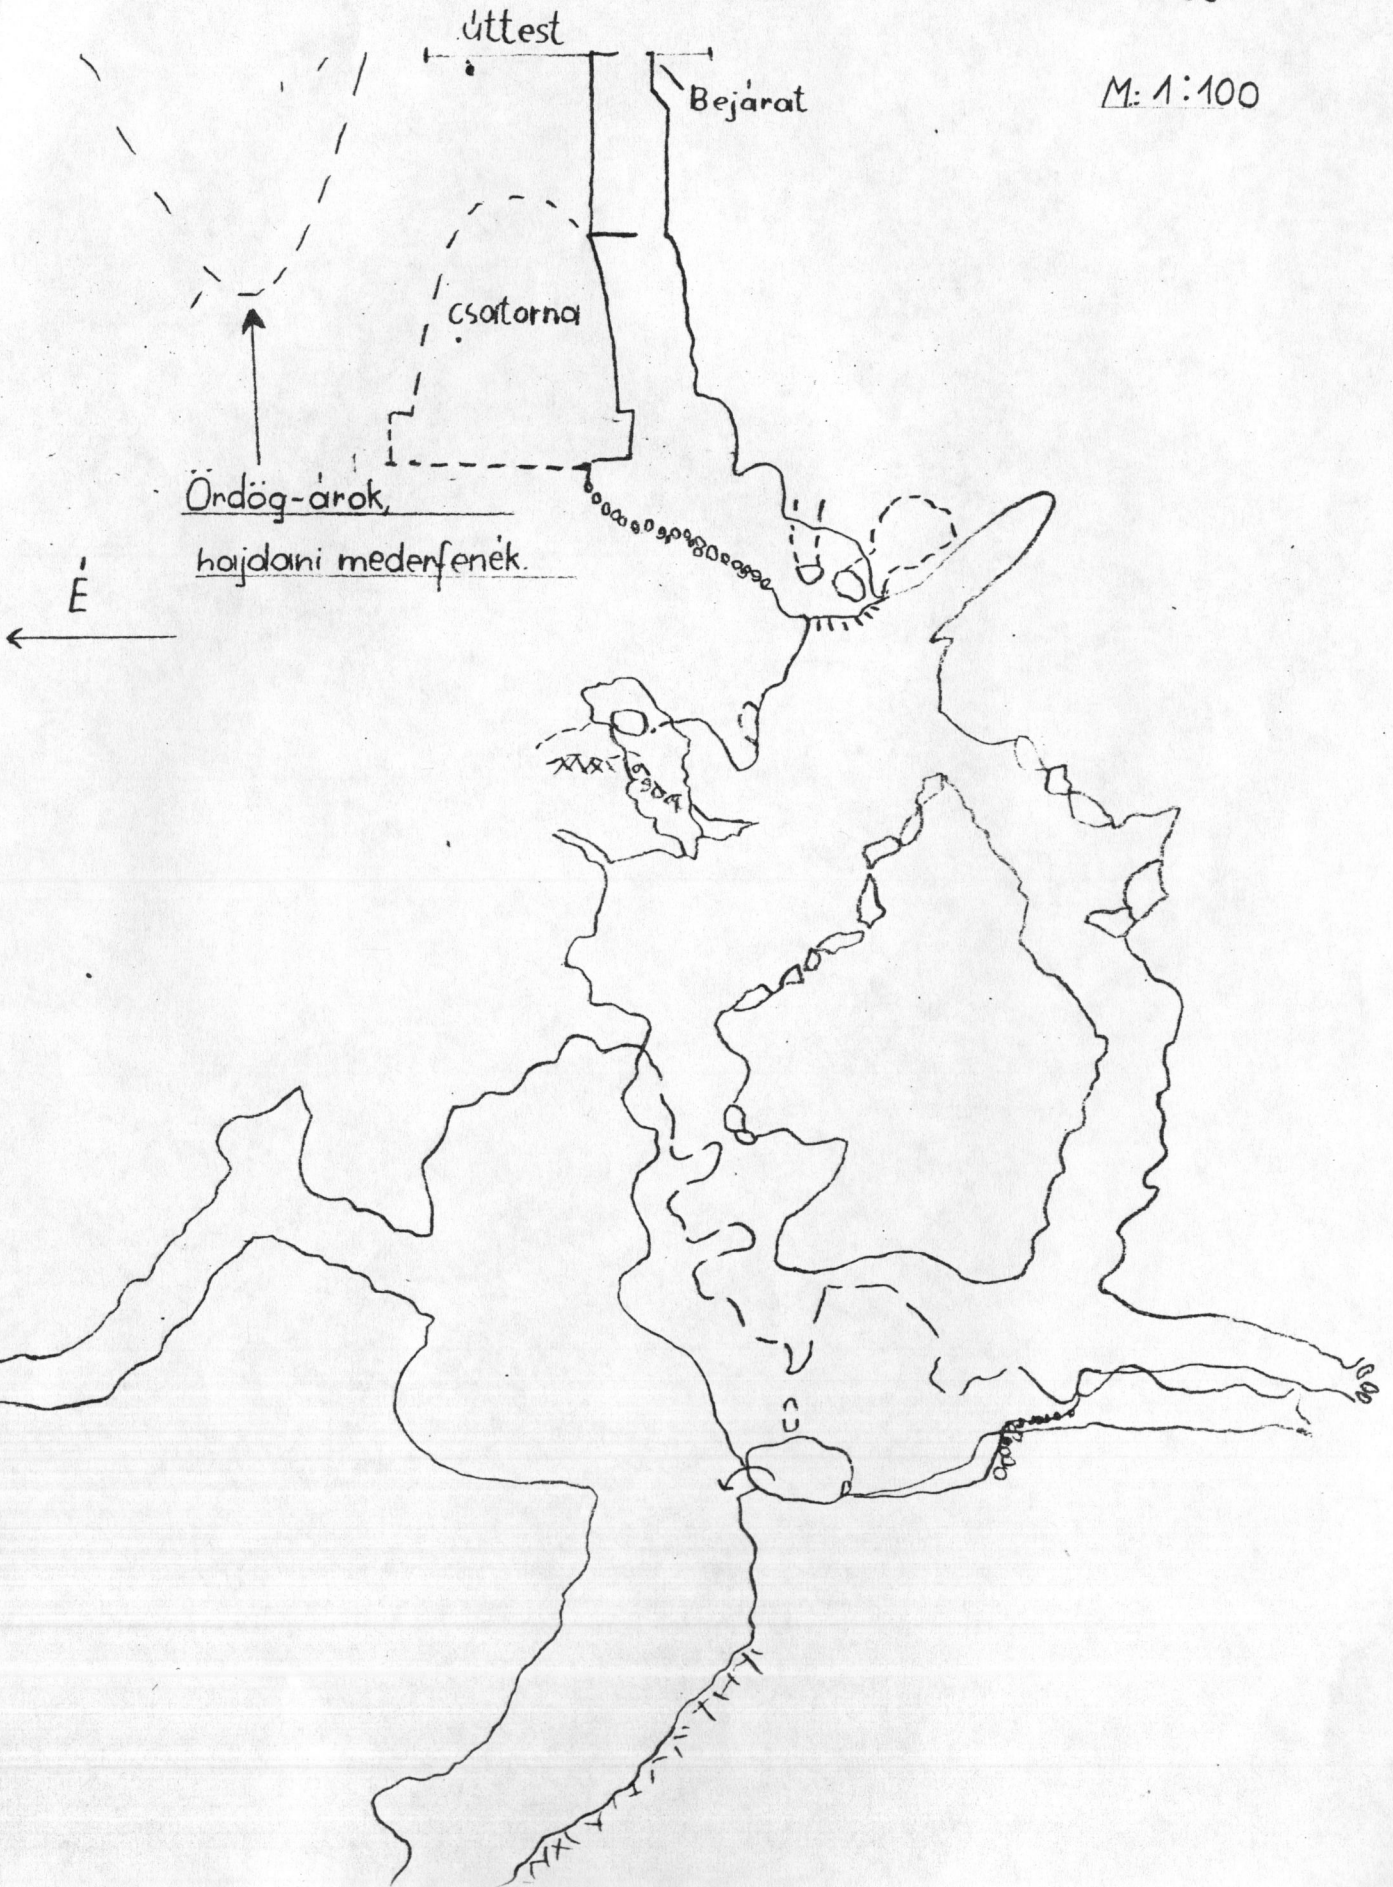 úttest
Bejárat
M: 1:100
csatorna
Ördög-árok,
hajdani mederfenék.
É